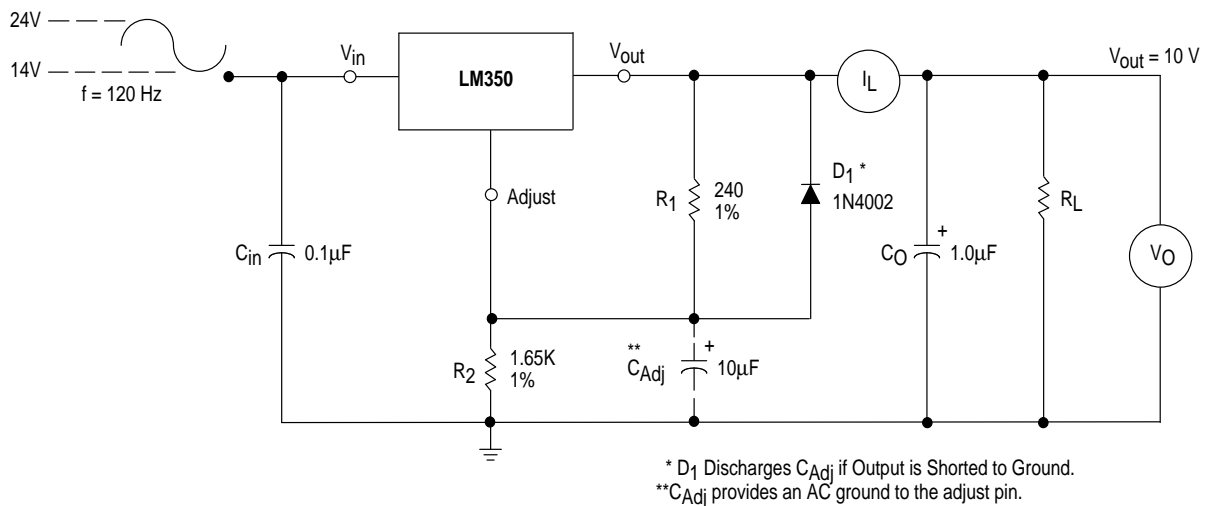 24V
14V
f = 120 Hz
Vin
LM350
Vout
IL
Vout = 10 V
Adjust
R1
240
1%
D1 *
1N4002
RL
Cin
0.1µF
CO
+
1.0µF
VO
R2
1.65K
1%
**
CAdj
+
10µF
* D1 Discharges CAdj if Output is Shorted to Ground.
**CAdj provides an AC ground to the adjust pin.